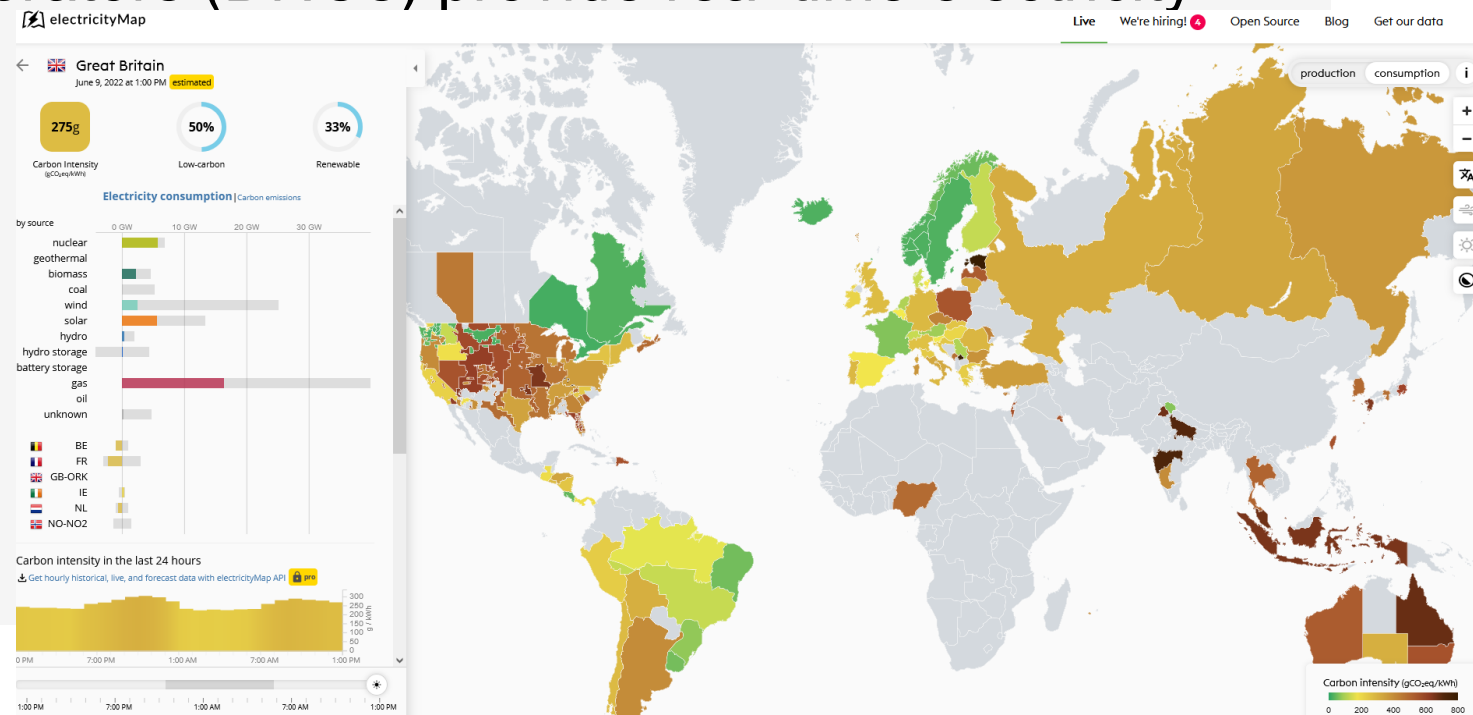 electricityMap
Live We're hiring! 4 Open Source Blog Get our data
Great Britain
June 9, 2022 at 1:00 PM estimated
production consumption i
275g 50% 33%
Carbon Intensity Low-carbon Renewable
(gCO₂eq/kWh)
Electricity consumption | Carbon emissions
by source
0 GW 10 GW 20 GW 30 GW
nuclear
geothermal
biomass
coal
wind
solar
hydro
hydro storage
battery storage
gas
oil
unknown
BE
FR
GB-ORK
IE
NL
NO-NO2
Carbon intensity in the last 24 hours
Get hourly historical, live, and forecast data with electricityMap API pro
300
250
200
150
100
50
0
g / kWh
0 PM 7:00 PM 1:00 AM 7:00 AM 1:00 PM
1:00 PM 7:00 PM 1:00 AM 7:00 AM 1:00 PM
Carbon intensity (gCO₂eq/kWh)
0 200 400 600 800